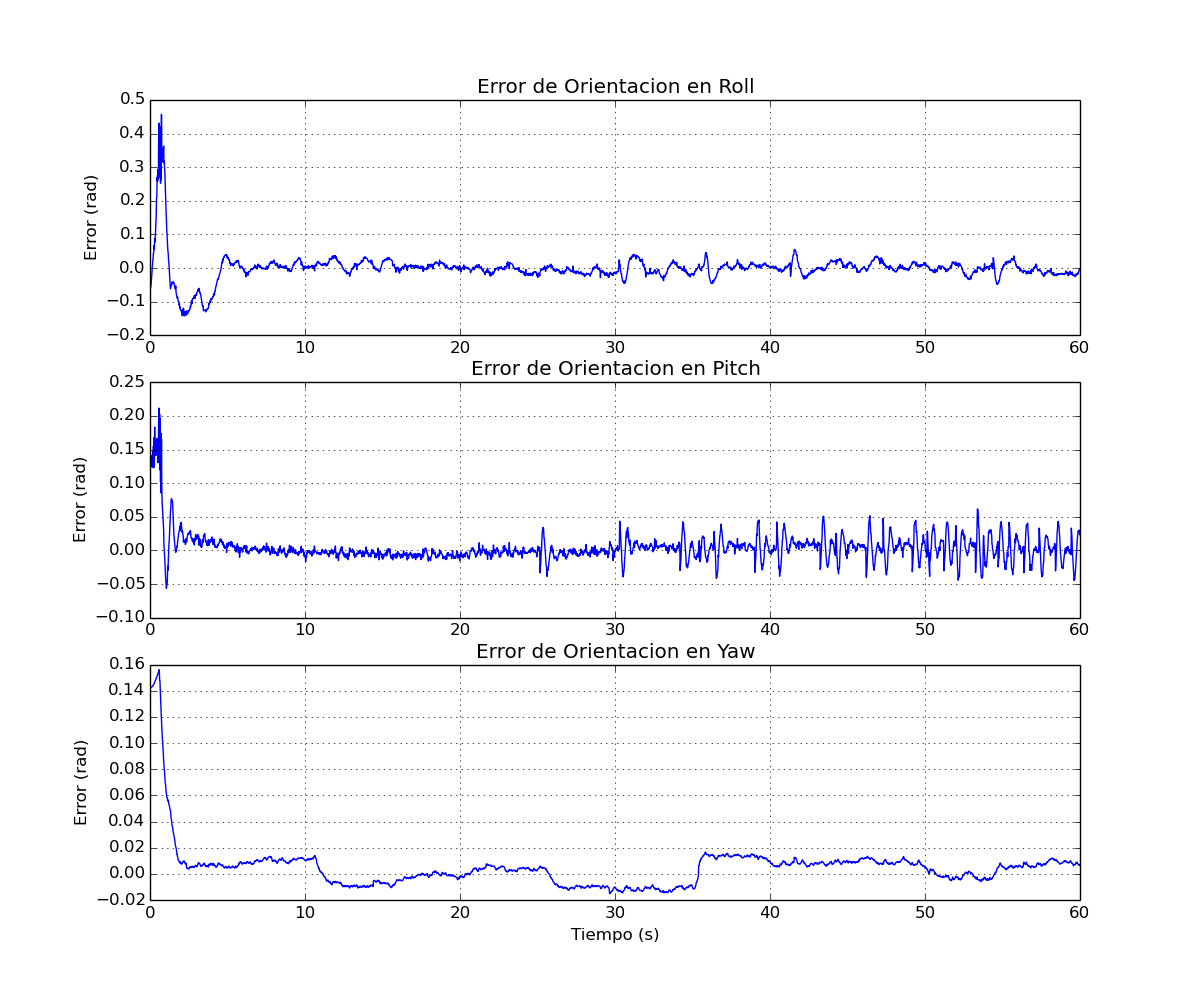 Error de Orientacion en Roll
0.5
0.4
0.3
0.2
0.1
0.0
−0.1
−0.2
Error (rad)
0 10 20 30 40 50 60
Error de Orientacion en Pitch
0.25
0.20
0.15
0.10
0.05
0.00
−0.05
−0.10
Error (rad)
0 10 20 30 40 50 60
Error de Orientacion en Yaw
0.16
0.14
0.12
0.10
0.08
0.06
0.04
0.02
0.00
−0.02
Error (rad)
0 10 20 30 40 50 60
Tiempo (s)